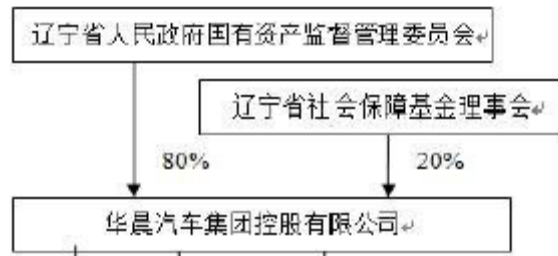 辽宁省人民政府国有资产监督管理委员会
辽宁省社会保障基金理事会
80%
20%
华晨汽车集团控股有限公司